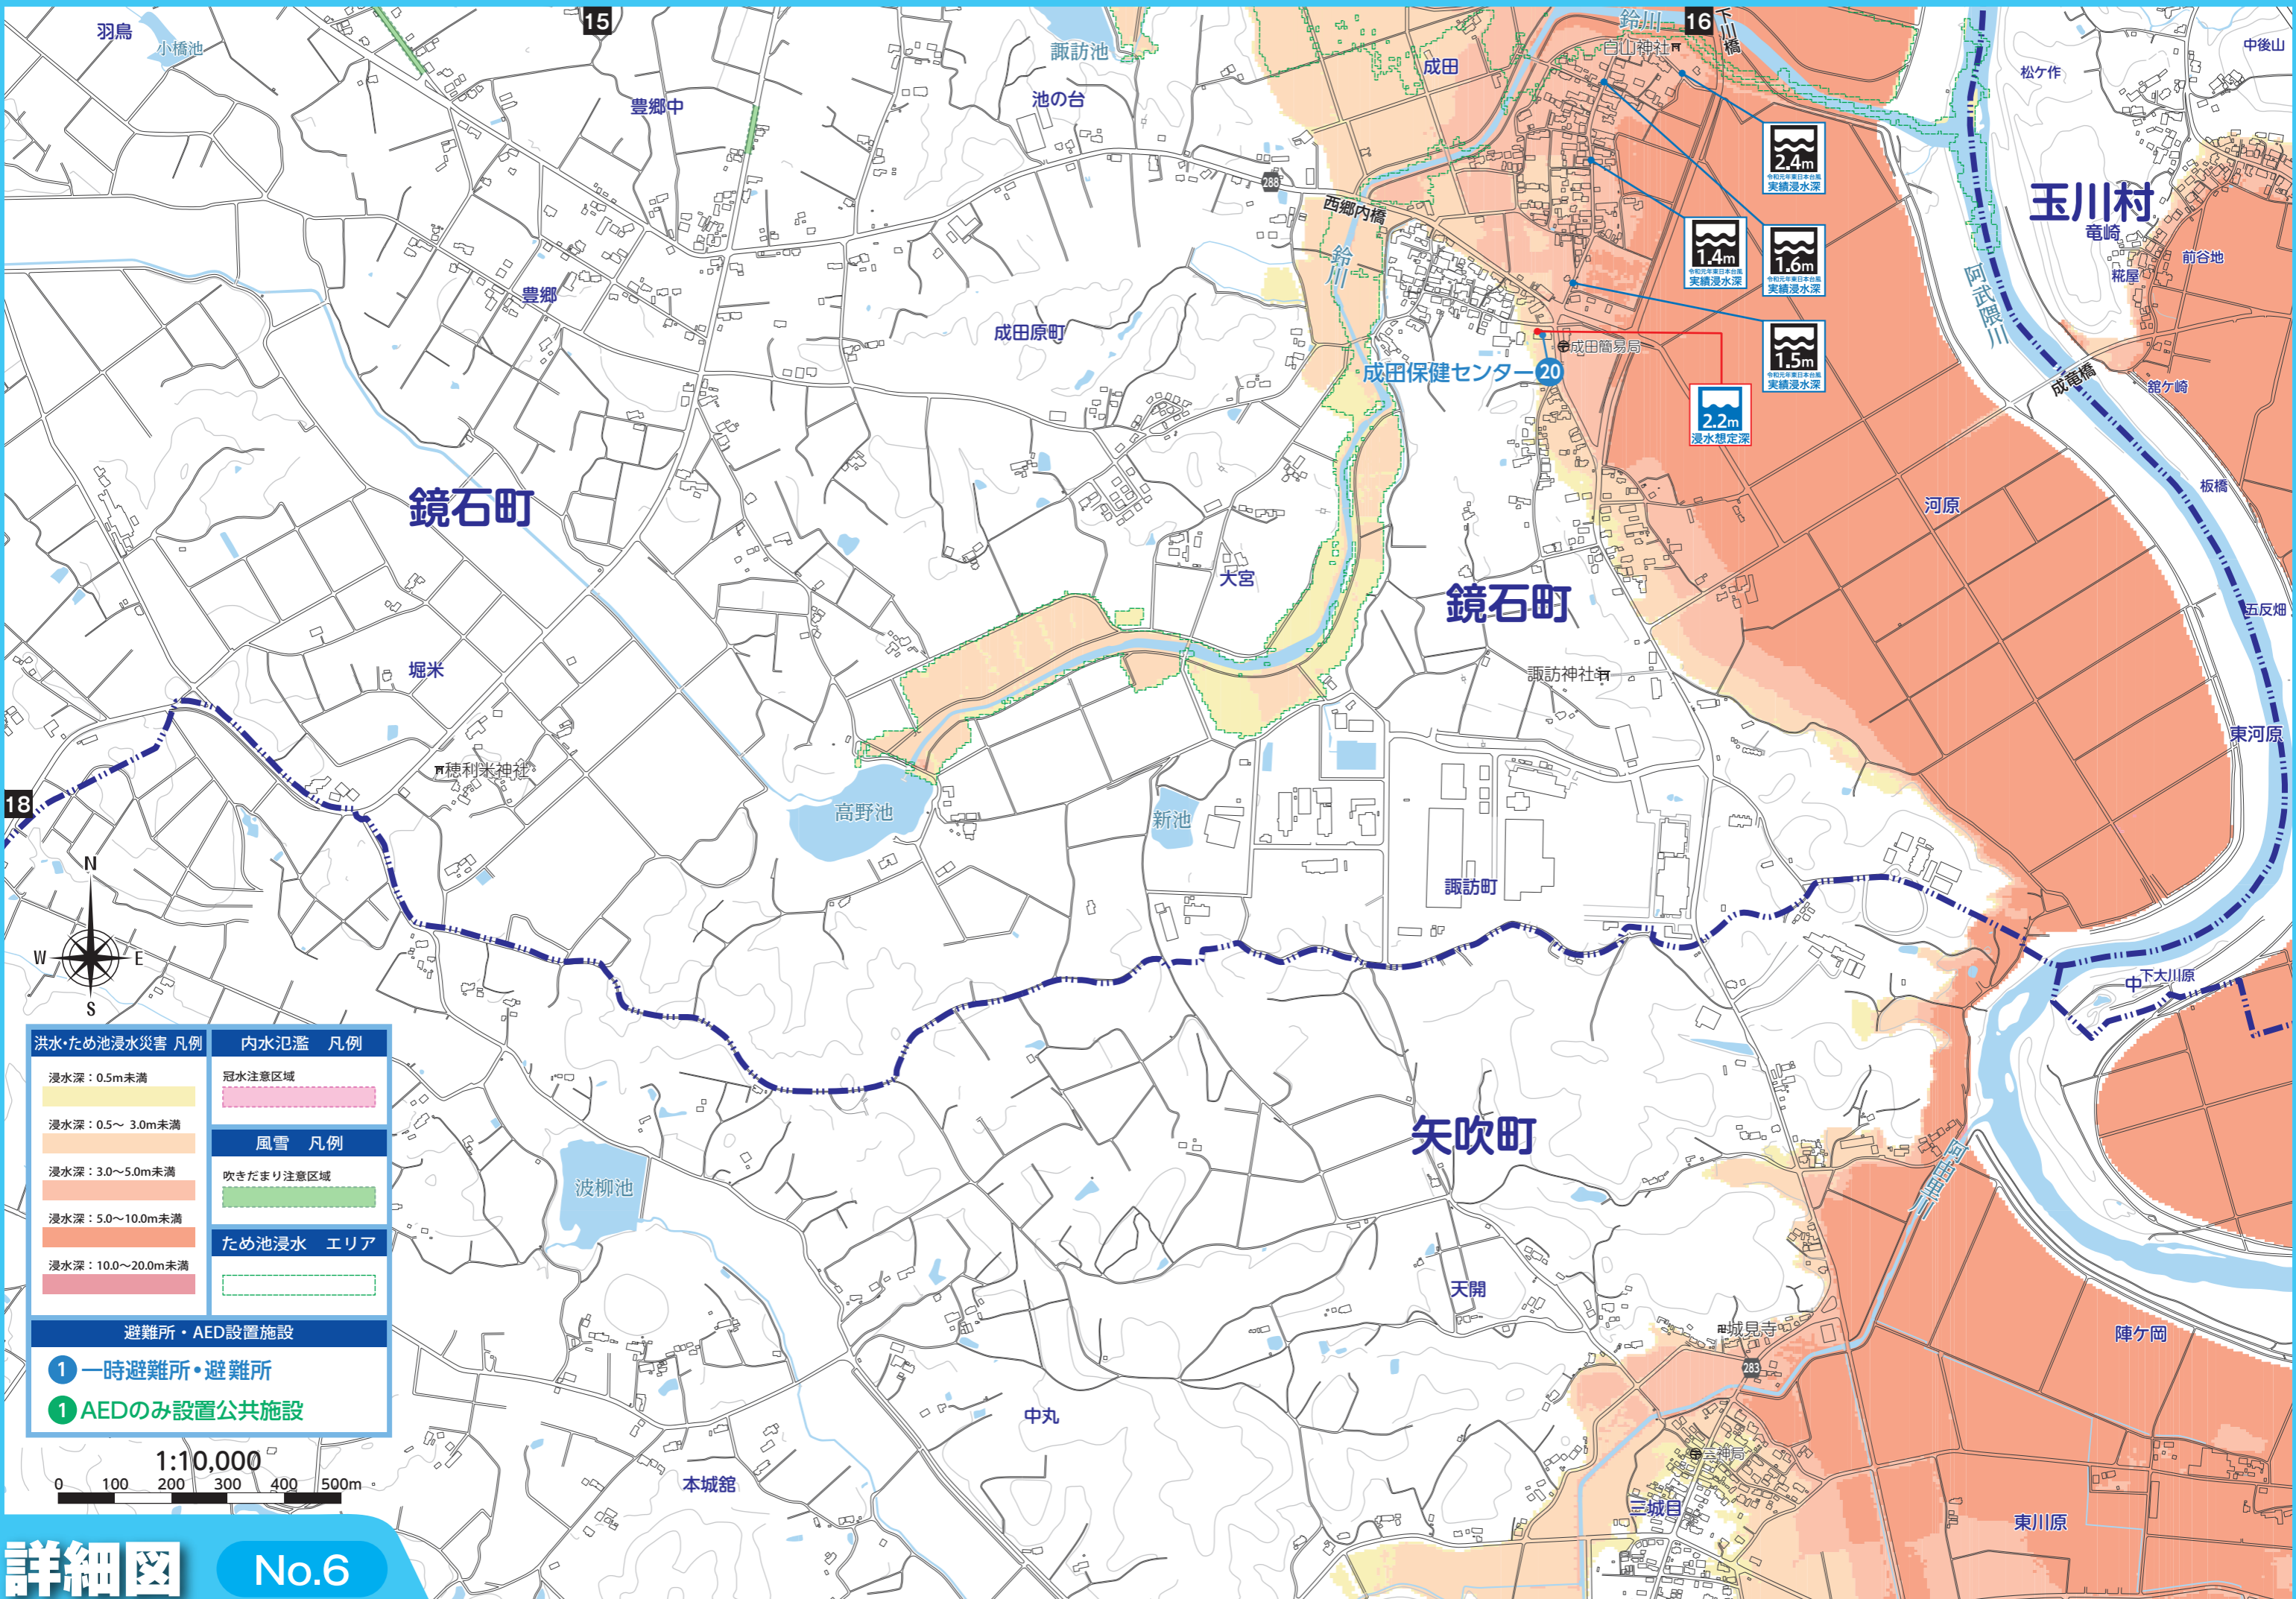 羽鳥
小橋池
15
諏訪池
鈴川
16
下川橋
白山神社
成田
中後山
松ケ作
豊郷中
池の台
2.4m
令和元年東日本台風
実績浸水深
288
西郷内橋
玉川村
竜崎
前谷地
糀屋
1.4m
令和元年東日本台風
実績浸水深
1.6m
令和元年東日本台風
実績浸水深
鈴川
阿武隈川
豊郷
成田原町
成田簡易局
1.5m
令和元年東日本台風
実績浸水深
成田保健センター 20
成竜橋
舘ケ崎
2.2m
浸水想定深
板橋
鏡石町
河原
大宮
鏡石町
五反畑
堀米
諏訪神社
東河原
穂利米神社
18
高野池
新池
諏訪町
N
W E
S
中
下大川原
洪水・ため池浸水災害 凡例
浸水深：0.5m未満
浸水深：0.5～ 3.0m未満
浸水深：3.0～5.0m未満
浸水深：5.0～10.0m未満
浸水深：10.0～20.0m未満
内水氾濫 凡例
冠水注意区域
風雪 凡例
吹きだまり注意区域
ため池浸水 エリア
避難所・AED設置施設
1 一時避難所・避難所
1 AEDのみ設置公共施設
矢吹町
阿由里川
波柳池
天開
城見寺
陣ケ岡
283
中丸
本城舘
三城目
東川原
1:10,000
0 100 200 300 400 500m
詳細図 No.6